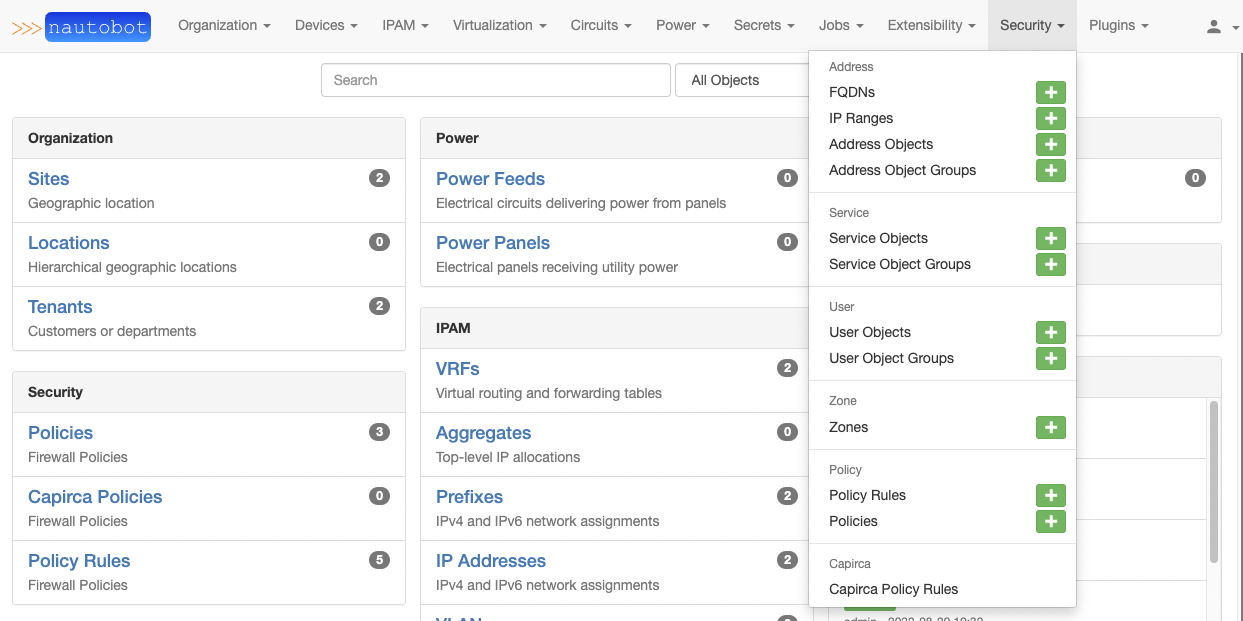 >>> nautobot
Organization
Devices
IPAM
Virtualization
Circuits
Power
Secrets
Jobs
Extensibility
Security
Plugins
Search
All Objects
Organization
Sites 2
Geographic location
Locations 0
Hierarchical geographic locations
Tenants 2
Customers or departments
Security
Policies 3
Firewall Policies
Capirca Policies 0
Firewall Policies
Policy Rules 5
Firewall Policies
Power
Power Feeds 0
Electrical circuits delivering power from panels
Power Panels 0
Electrical panels receiving utility power
IPAM
VRFs 2
Virtual routing and forwarding tables
Aggregates 0
Top-level IP allocations
Prefixes 2
IPv4 and IPv6 network assignments
IP Addresses 2
IPv4 and IPv6 network assignments
Address
FQDNs
IP Ranges
Address Objects
Address Object Groups
Service
Service Objects
Service Object Groups
User
User Objects
User Object Groups
Zone
Zones
Policy
Policy Rules
Policies
Capirca
Capirca Policy Rules
0